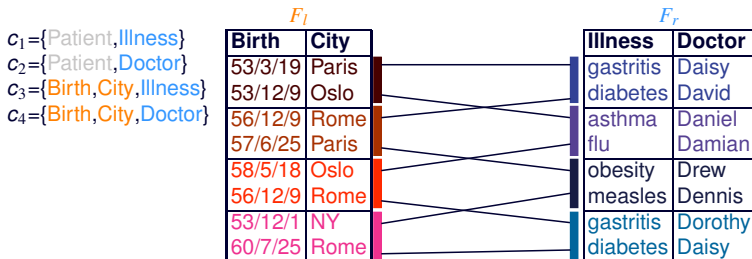 c1={Patient,Illness}
c2={Patient,Doctor}
c3={Birth,City,Illness}
c4={Birth,City,Doctor}
Fl
Birth City
53/3/19 Paris
53/12/9 Oslo
56/12/9 Rome
57/6/25 Paris
58/5/18 Oslo
56/12/9 Rome
53/12/1 NY
60/7/25 Rome
Fr
Illness Doctor
gastritis Daisy
diabetes David
asthma Daniel
flu Damian
obesity Drew
measles Dennis
gastritis Dorothy
diabetes Daisy